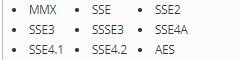 • MMX • SSE • SSE2
• SSE3 • SSSE3 • SSE4A
• SSE4.1 • SSE4.2 • AES